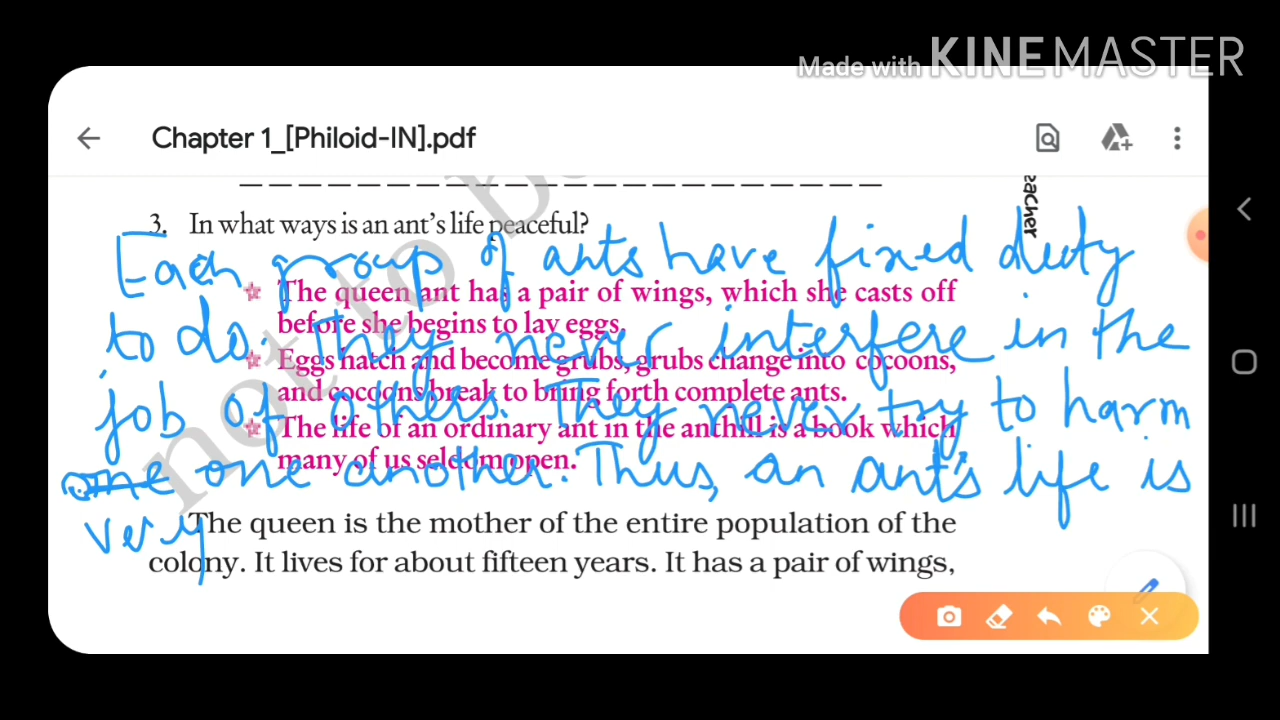 Made with KINEMASTER
Chapter 1_[Philoid-IN].pdf
eacher
not to be
3. In what ways is an ant's life peaceful?
Each group of ants have fixed duty
The queen ant has a pair of wings, which she casts off
before she begins to lay eggs.
to do. They never interfere in the
Eggs hatch and become grubs, grubs change into cocoons,
and cocoons break to bring forth complete ants.
job of others. They never try to harm
The life of an ordinary ant in the anthill is a book which
many of us seldom open.
one one another. Thus, an ant's life is
The queen is the mother of the entire population of the
very
colony. It lives for about fifteen years. It has a pair of wings,